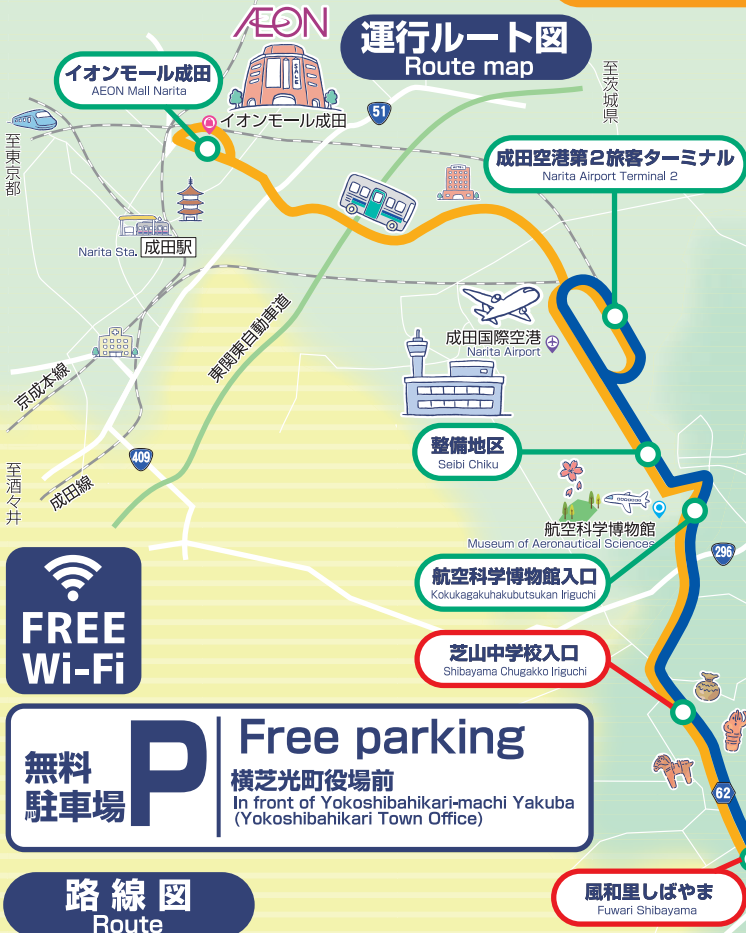 AEON
運行ルート図
Route map
イオンモール成田
AEON Mall Narita
イオンモール成田
51
至茨城県
至東京都
成田空港第2旅客ターミナル
Narita Airport Terminal 2
Narita Sta. 成田駅
東関東自動車道
成田国際空港
Narita Airport
京成本線
409
成田線
至酒々井
整備地区
Seibi Chiku
航空科学博物館
Museum of Aeronautical Sciences
296
航空科学博物館入口
Kokukagakuhakubutsukan Iriguchi
FREE
Wi-Fi
芝山中学校入口
Shibayama Chugakko Iriguchi
62
無料
駐車場
P
Free parking
横芝光町役場前
In front of Yokoshibahikari-machi Yakuba
(Yokoshibahikari Town Office)
風和里しばやま
Fuwari Shibayama
路線図
Route